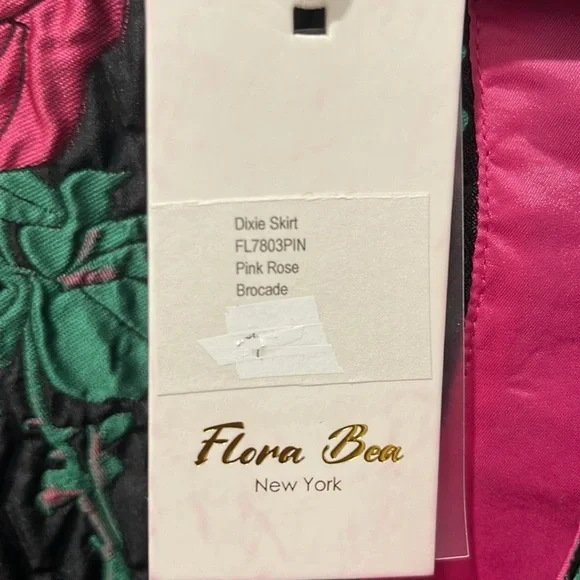 Dixie Skirt
FL7803PIN
Pink Rose
Brocade
Flora Bea
New York